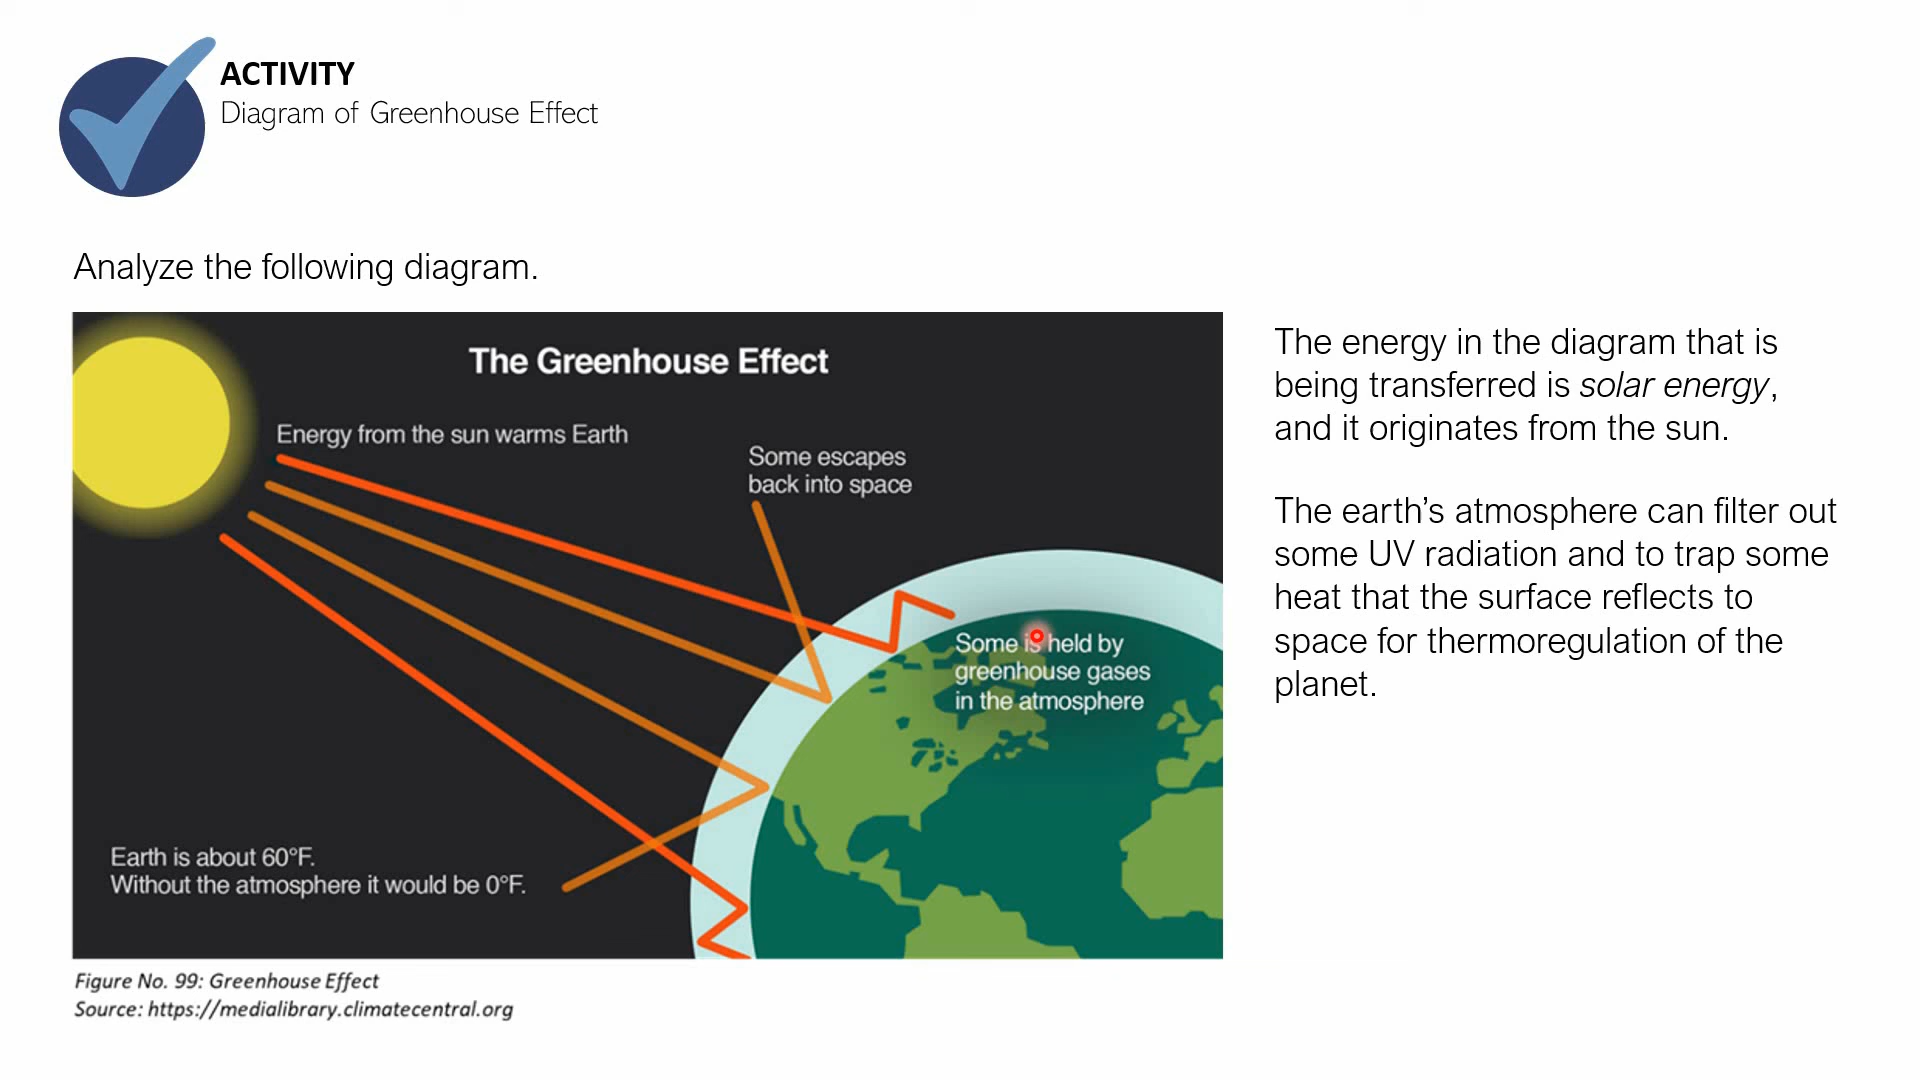 ACTIVITY
Diagram of Greenhouse Effect
Analyze the following diagram.
The Greenhouse Effect
Energy from the sun warms Earth
Some escapes
back into space
Some is held by
greenhouse gases
in the atmosphere
Earth is about 60°F.
Without the atmosphere it would be 0°F.
Figure No. 99: Greenhouse Effect
Source: https://medialibrary.climatecentral.org
The energy in the diagram that is
being transferred is solar energy,
and it originates from the sun.
The earth’s atmosphere can filter out
some UV radiation and to trap some
heat that the surface reflects to
space for thermoregulation of the
planet.